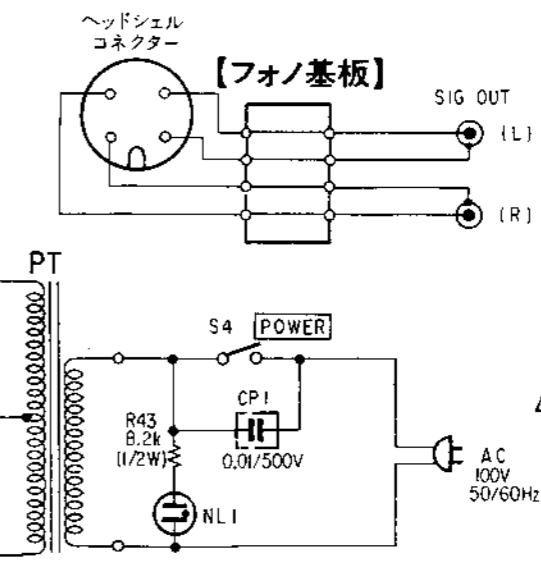 ヘッドシェル
コネクター
【フォノ基板】
SIG OUT
(L)
(R)
PT
S4 POWER
CP1
R43
8.2k
(1/2W)
0.01/500V
NL1
AC
100V
50/60Hz